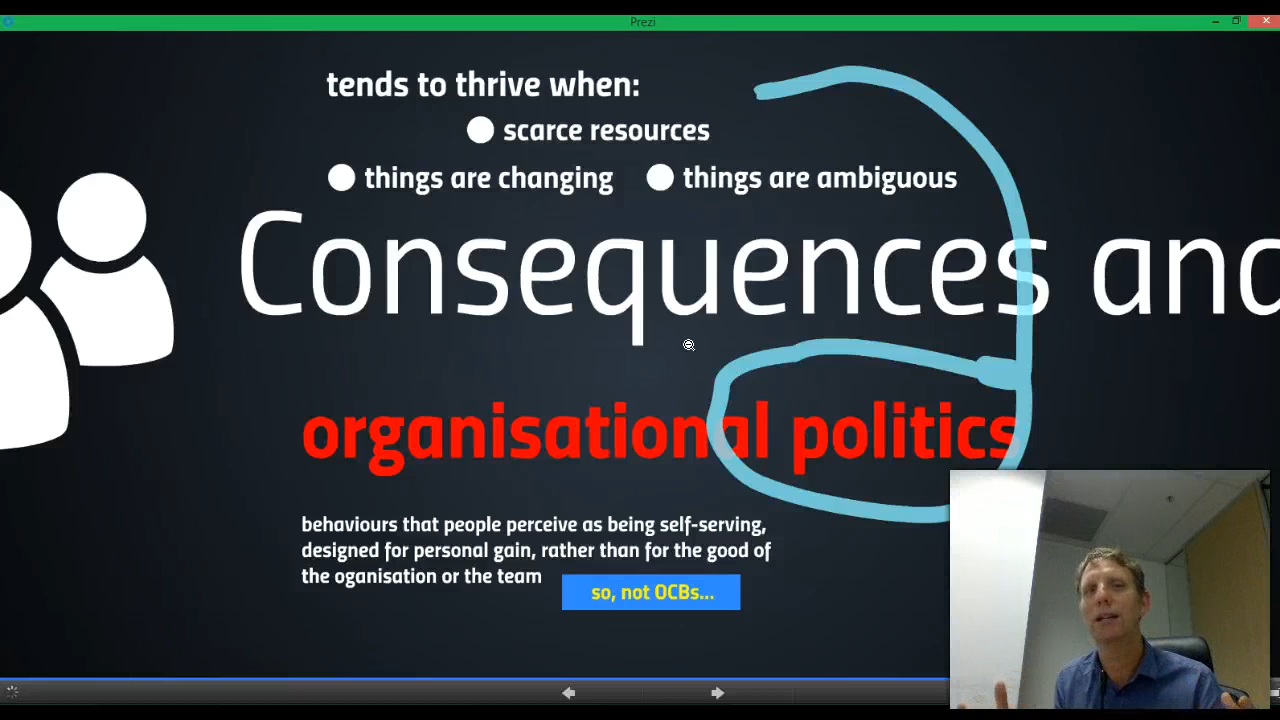 Prezi
tends to thrive when:
scarce resources
things are changing
things are ambiguous
Consequences and
organisational politics
behaviours that people perceive as being self-serving,
designed for personal gain, rather than for the good of
the oganisation or the team
so, not OCBs...